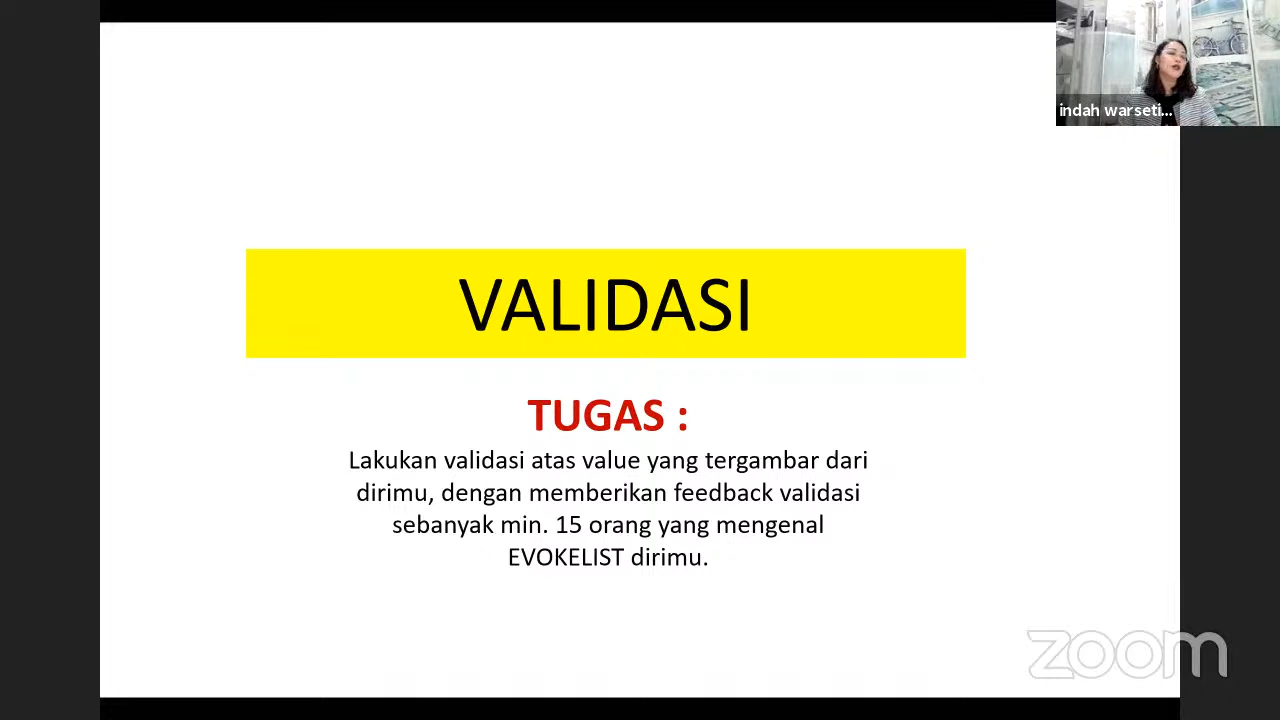 indah warseti...
VALIDASI
TUGAS :
Lakukan validasi atas value yang tergambar dari
dirimu, dengan memberikan feedback validasi
sebanyak min. 15 orang yang mengenal
EVOKELIST dirimu.
zoom